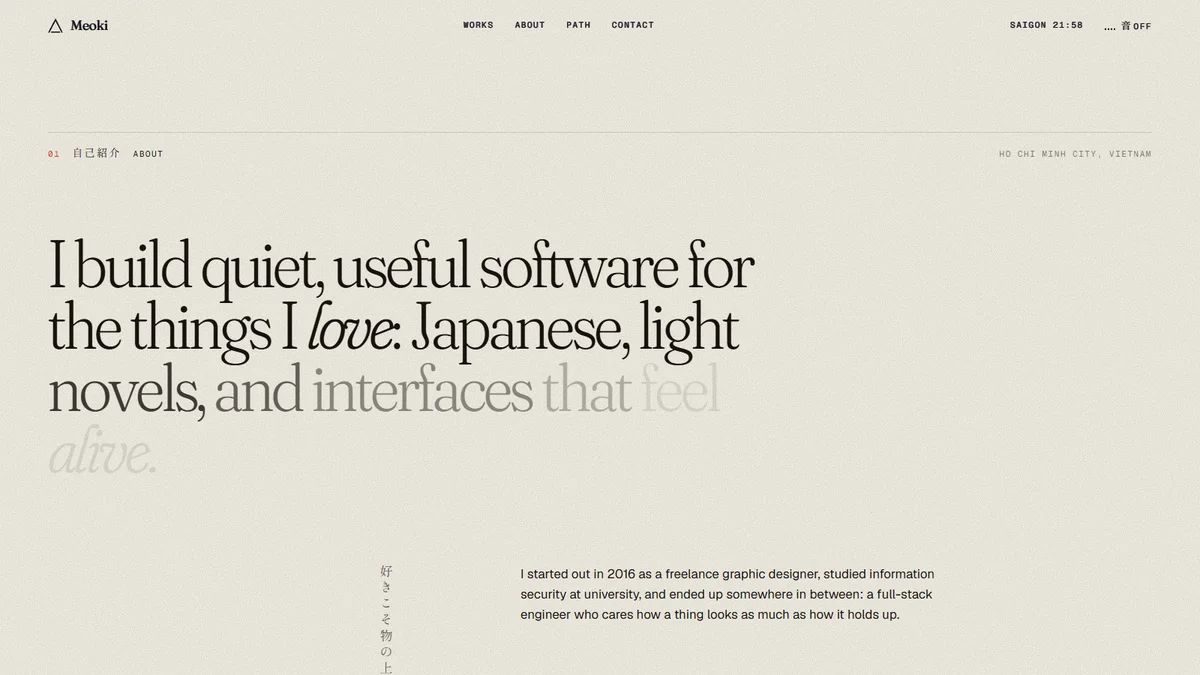 Meoki
WORKS ABOUT PATH CONTACT
SAIGON 21:58 .... 音 OFF
01 自己紹介 ABOUT
HO CHI MINH CITY, VIETNAM
I build quiet, useful software for
the things I love: Japanese, light
novels, and interfaces that feel
alive.
好きこそ物の上
I started out in 2016 as a freelance graphic designer, studied information
security at university, and ended up somewhere in between: a full-stack
engineer who cares how a thing looks as much as how it holds up.